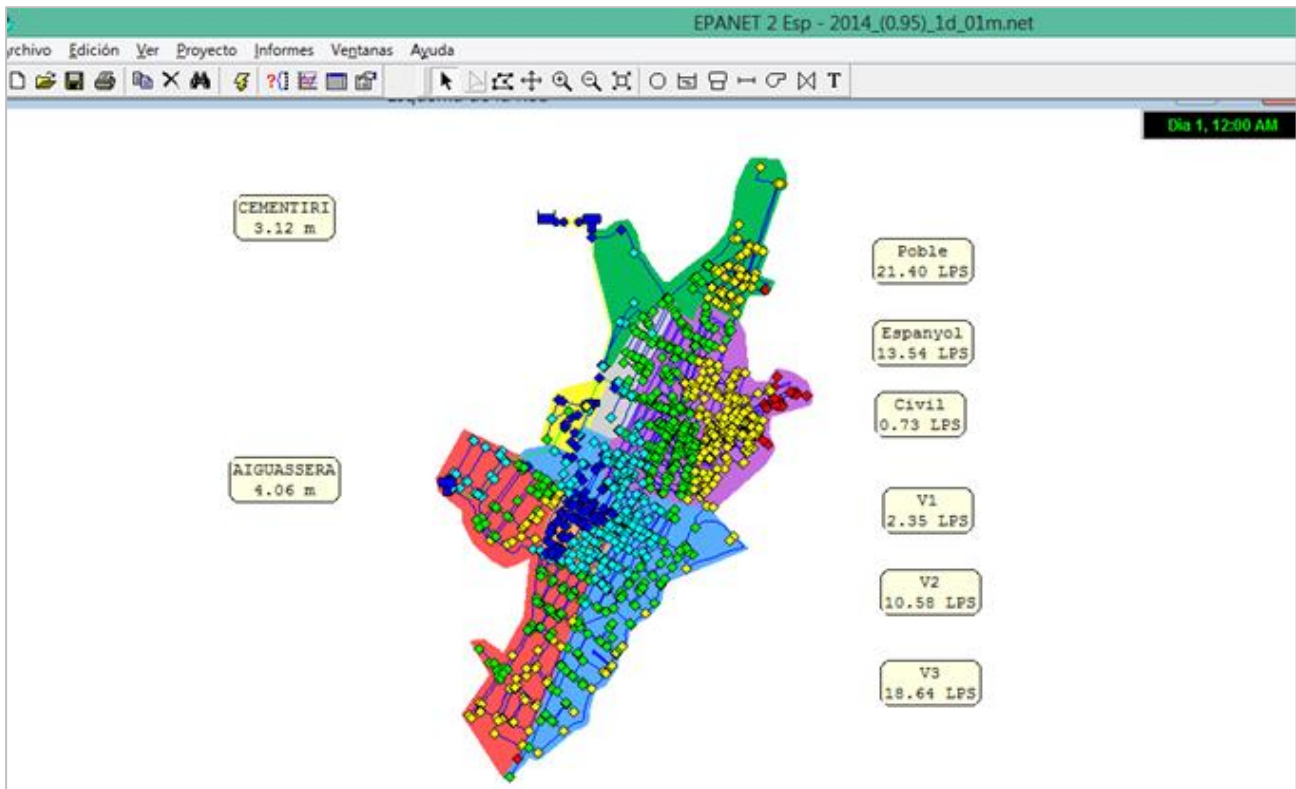 EPANET 2 Esp - 2014_(0.95)_1d_01m.net
rchivo Edición Ver Proyecto Informes Ventanas Ayuda
T
Dia 1, 12:00 AM
CEMENTIRI
3.12 m
Poble
21.40 LPS
Espanyol
13.54 LPS
Civil
0.73 LPS
AIGUASSERA
4.06 m
V1
2.35 LPS
V2
10.58 LPS
V3
18.64 LPS